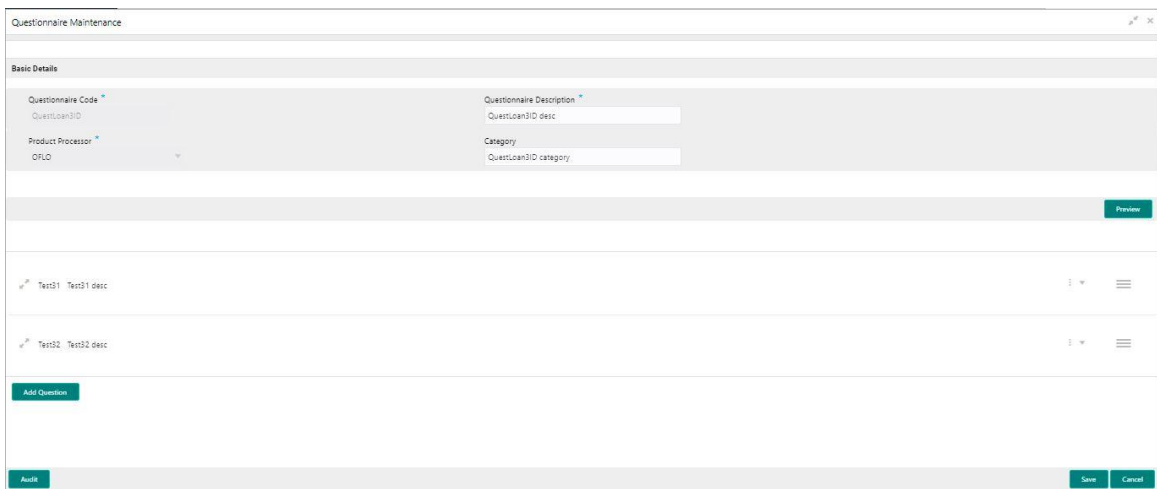 Questionnaire Maintenance
Basic Details
Questionnaire Code *
Questionnaire Description *
QuestLoan3ID
QuestLoan3ID desc
Product Processor *
Category
OFLO
QuestLoan3ID category
Preview
Test31 Test31 desc
Test32 Test32 desc
Add Question
Audit
Save
Cancel